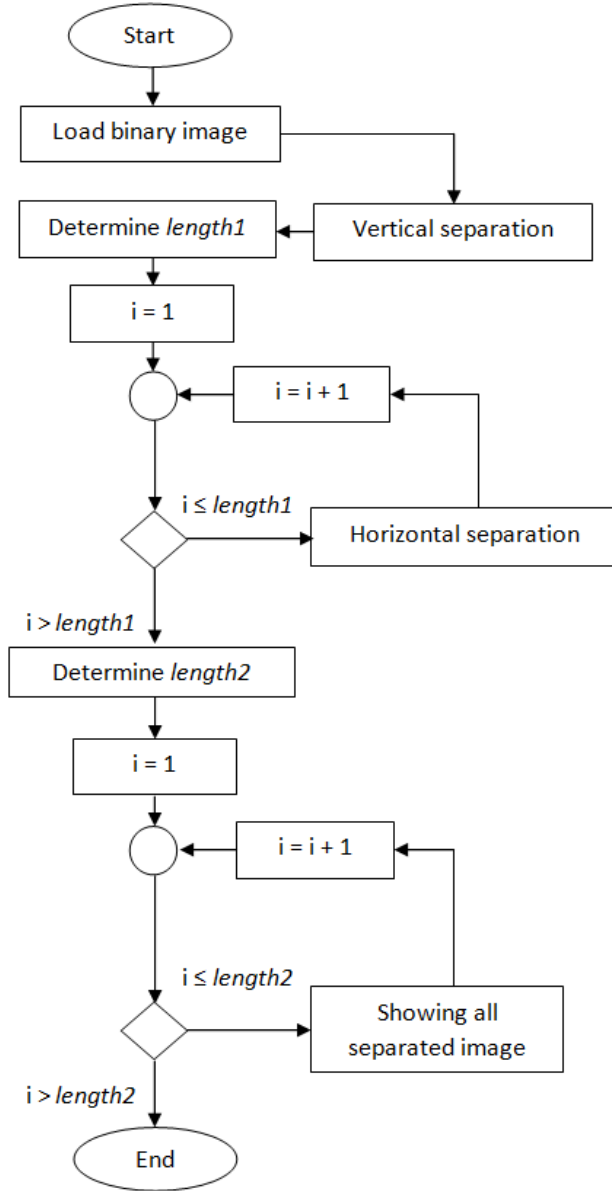 Start
Load binary image
Vertical separation
Determine length1
i = 1
i = i + 1
i ≤ length1
Horizontal separation
i > length1
Determine length2
i = 1
i = i + 1
i ≤ length2
Showing all
separated image
i > length2
End